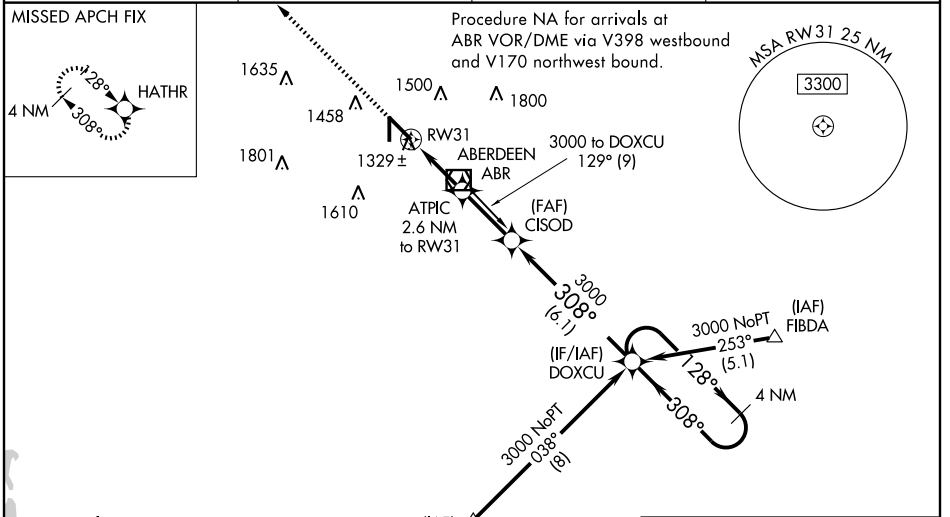 MISSED APCH FIX
128°
HATHR
4 NM
308°
Procedure NA for arrivals at
ABR VOR/DME via V398 westbound
and V170 northwest bound.
MSA RW31 25 NM
3300
1635
1458
1500
1800
RW31
1801
1329 ±
1610
ABERDEEN
ABR
3000 to DOXCU
129° (9)
ATPIC
2.6 NM
to RW31
(FAF)
CISOD
3000
308°
(6.1)
(IAF)
FIBDA
3000 NoPT
253°
(5.1)
(IF/IAF)
DOXCU
128°
4 NM
308°
3000 NoPT
038°
(8)